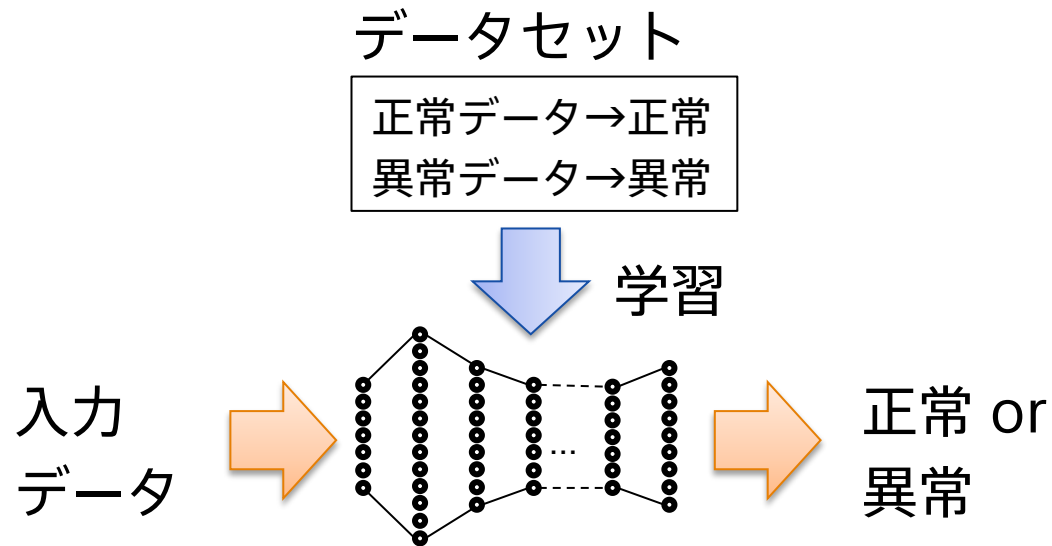 データセット
正常データ→正常
異常データ→異常
学習
入力
データ
…
正常 or
異常